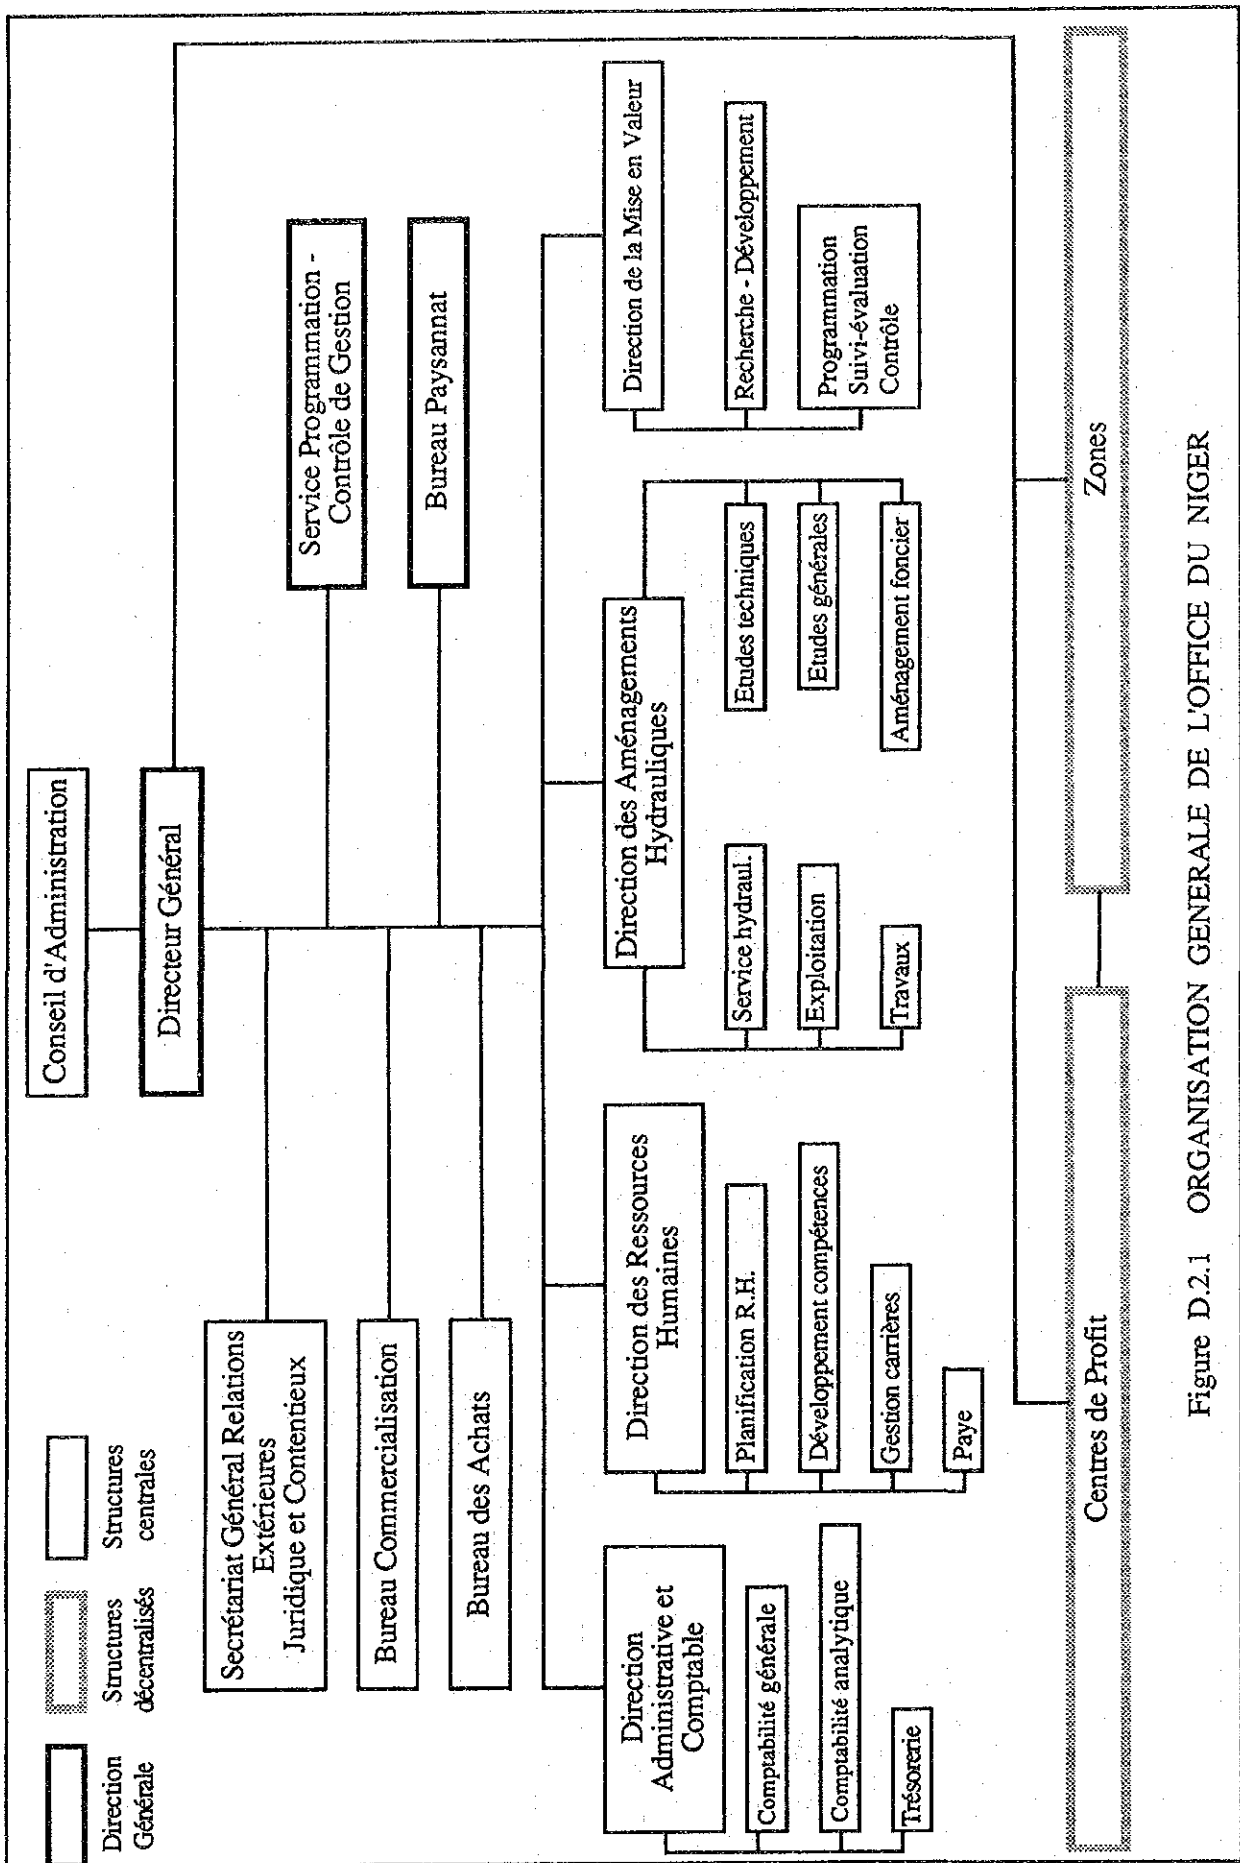 Direction
Générale
Structures
décentralisés
Structures
centrales
Conseil d'Administration
Directeur Général
Secrétariat Général Relations
Extérieures
Juridique et Contentieux
Service Programmation -
Contrôle de Gestion
Bureau Commercialisation
Bureau Paysannat
Bureau des Achats
Direction
Administrative et
Comptable
Comptabilité générale
Comptabilité analytique
Trésorerie
Direction des Ressources
Humaines
Planification R.H.
Développement compétences
Gestion carrières
Paye
Direction des Aménagements
Hydrauliques
Service hydraul.
Exploitation
Travaux
Etudes techniques
Etudes générales
Aménagement foncier
Direction de la Mise en Valeur
Recherche - Développement
Programmation
Suivi-évaluation
Contrôle
Centres de Profit
Zones
Figure D.2.1 ORGANISATION GENERALE DE L'OFFICE DU NIGER